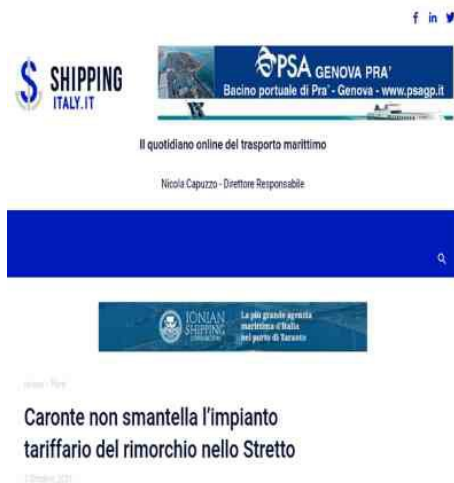 f in
SHIPPING
ITALY.IT
PSA GENOVA PRA'
Bacino portuale di Pra' - Genova - www.psagp.it
Il quotidiano online del trasporto marittimo
Nicola Capuzzo - Direttore Responsabile
IONIAN
SHIPPING
La più grande agenzia
marittima d'Italia
nel porto di Taranto
Caronte non smantella l'impianto
tariffario del rimorchio nello Stretto